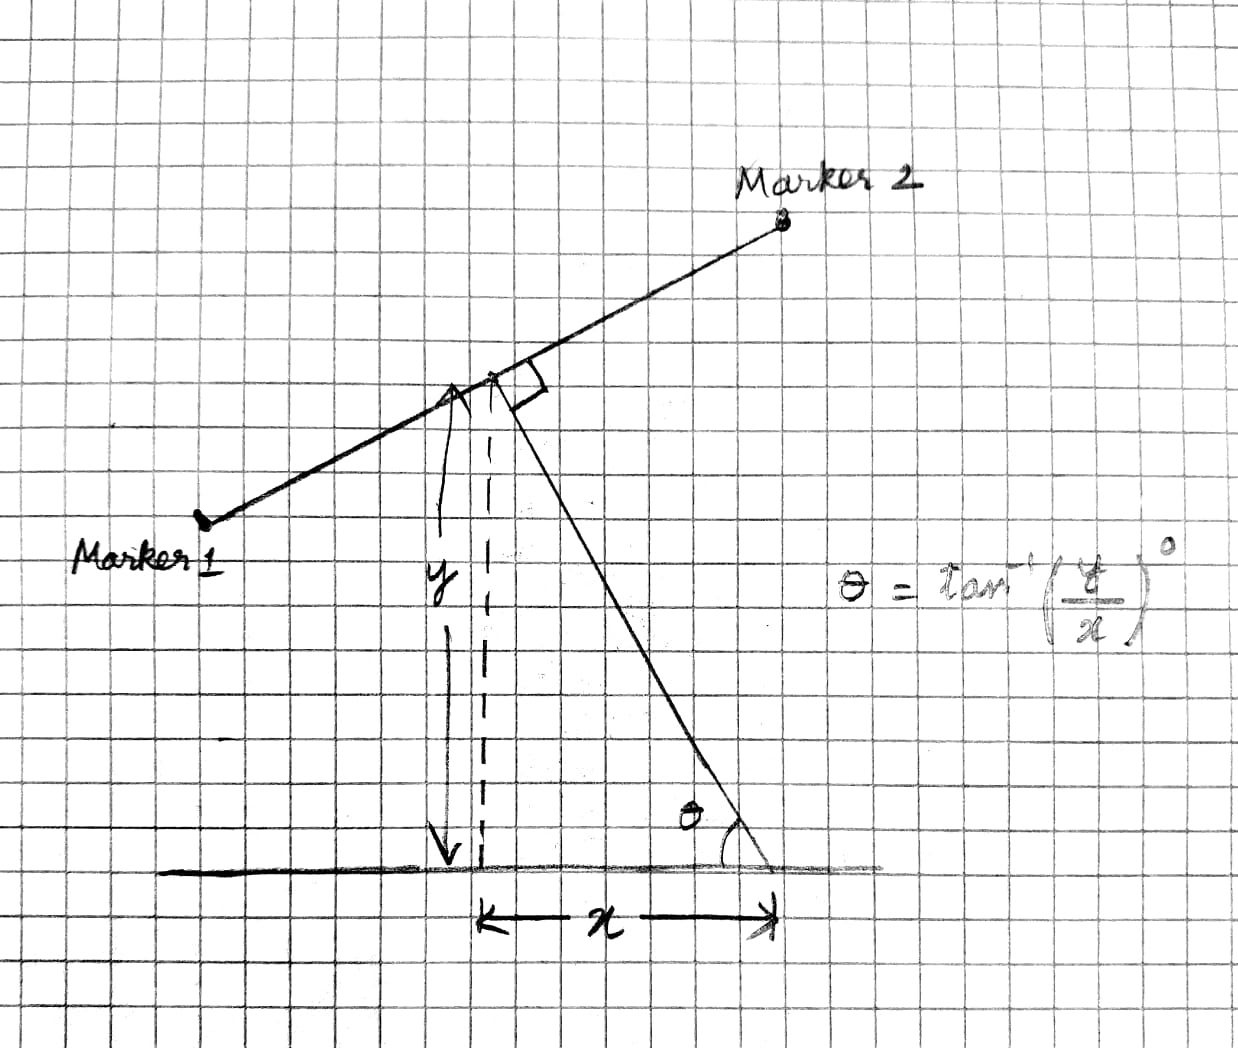 Marker 2
Marker 1
y
θ = tan⁻¹(y/x)°
θ
x